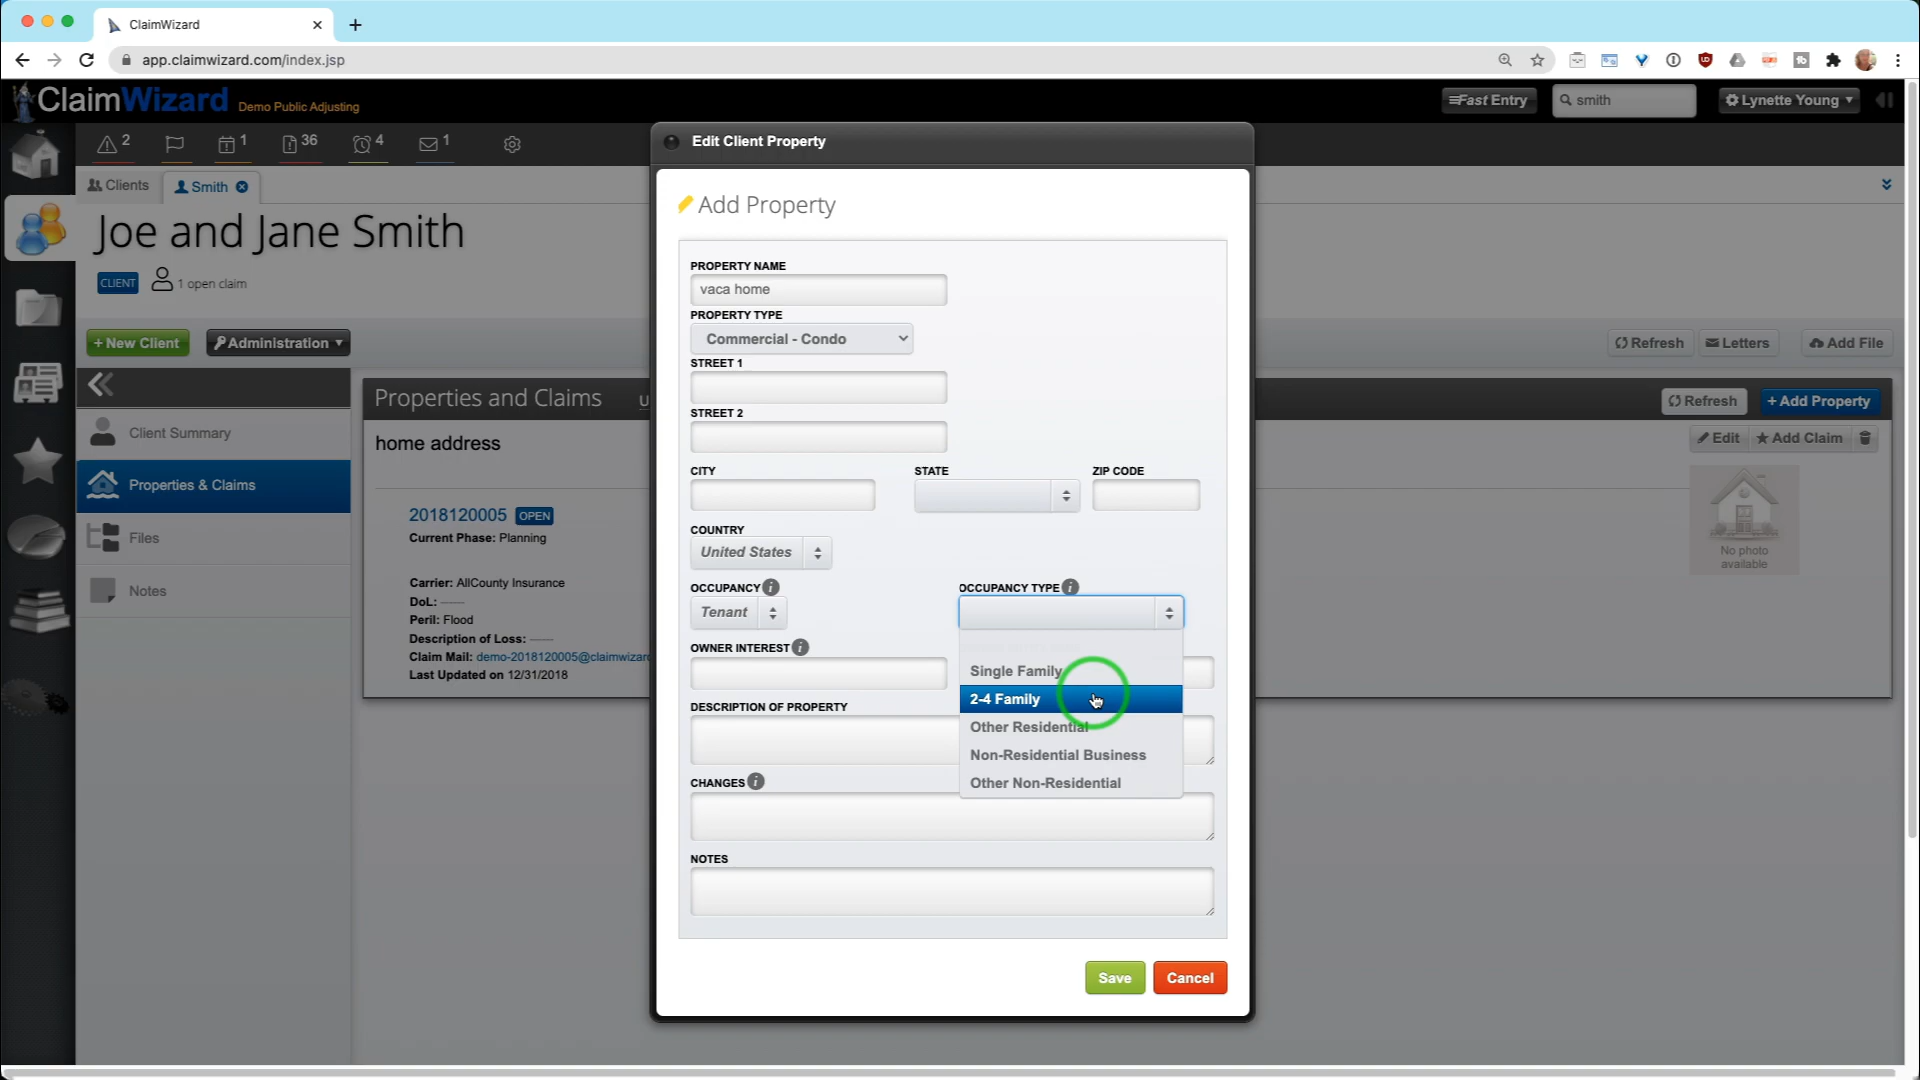 ClaimWizard
app.claimwizard.com/index.jsp
ClaimWizard Demo Public Adjusting
Fast Entry
smith
Lynette Young
2
1
36
4
1
Clients
Smith
Joe and Jane Smith
CLIENT
1 open claim
+ New Client
Administration
Refresh
Letters
Add File
Client Summary
Properties & Claims
Files
Notes
Properties and Claims
U
Refresh
+ Add Property
home address
Edit
Add Claim
2018120005 OPEN
Current Phase: Planning
Carrier: AllCounty Insurance
DoL: ------
Peril: Flood
Description of Loss: ------
Claim Mail: demo-2018120005@claimwizar
Last Updated on 12/31/2018
No photo
available
Edit Client Property
Add Property
PROPERTY NAME
vaca home
PROPERTY TYPE
Commercial - Condo
STREET 1
STREET 2
CITY
STATE
ZIP CODE
COUNTRY
United States
OCCUPANCY
OCCUPANCY TYPE
Tenant
OWNER INTEREST
Single Family
2-4 Family
Other Residential
Non-Residential Business
Other Non-Residential
DESCRIPTION OF PROPERTY
CHANGES
NOTES
Save
Cancel